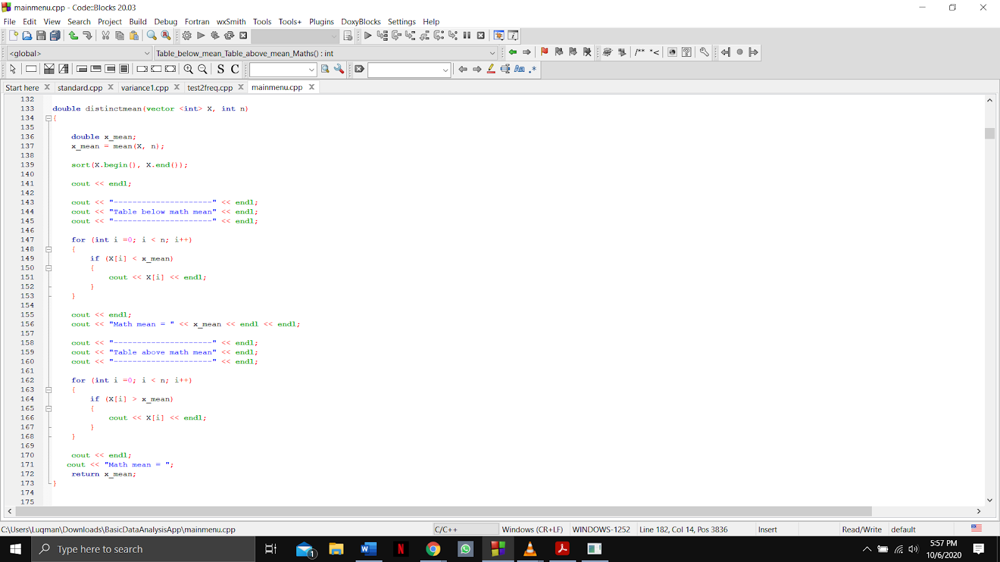 mainmenu.cpp - Code::Blocks 20.03
File Edit View Search Project Build Debug Fortran wxSmith Tools Tools+ Plugins DoxyBlocks Settings Help
<global> Table_below_mean_Table_above_mean_Maths() : int /** *<
S C Aa .*
Start here X standard.cpp X variance1.cpp X test2freq.cpp X mainmenu.cpp X
132
133 double distinctmean(vector <int> X, int n)
134 {
135
136 double x_mean;
137 x_mean = mean(X, n);
138
139 sort(X.begin(), X.end());
140
141 cout << endl;
142
143 cout << "---------------------" << endl;
144 cout << "Table below math mean" << endl;
145 cout << "---------------------" << endl;
146
147 for (int i =0; i < n; i++)
148 {
149 if (X[i] < x_mean)
150 {
151 cout << X[i] << endl;
152 }
153 }
154
155 cout << endl;
156 cout << "Math mean = " << x_mean << endl << endl;
157
158 cout << "---------------------" << endl;
159 cout << "Table above math mean" << endl;
160 cout << "---------------------" << endl;
161
162 for (int i =0; i < n; i++)
163 {
164 if (X[i] > x_mean)
165 {
166 cout << X[i] << endl;
167 }
168 }
169
170 cout << endl;
171 cout << "Math mean = ";
172 return x_mean;
173 }
174
175
C:\Users\Luqman\Downloads\BasicDataAnalysisApp\mainmenu.cpp C/C++ Windows (CR+LF) WINDOWS-1252 Line 182, Col 14, Pos 3836 Insert Read/Write default
Type here to search 1 W N 5:57 PM
10/6/2020